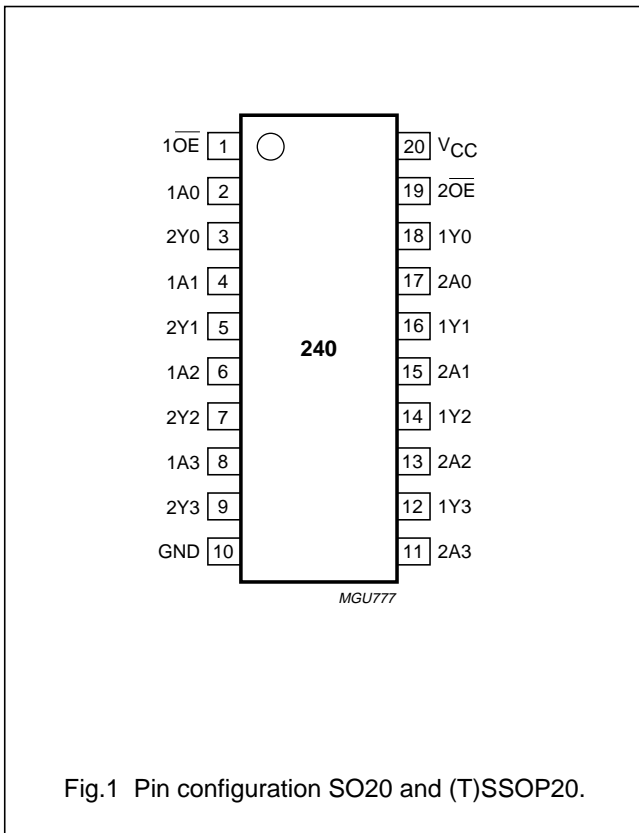 1O̅E̅ 1 20 VCC
1A0 2 19 2O̅E̅
2Y0 3 18 1Y0
1A1 4 17 2A0
2Y1 5 16 1Y1
240
1A2 6 15 2A1
2Y2 7 14 1Y2
1A3 8 13 2A2
2Y3 9 12 1Y3
GND 10 11 2A3
MGU777
Fig.1 Pin configuration SO20 and (T)SSOP20.